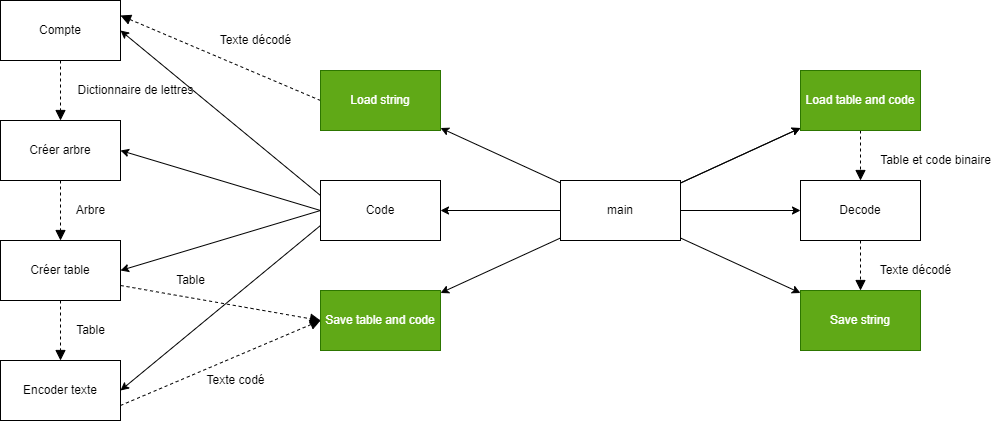 Compte
Texte décodé
Dictionnaire de lettres
Load string
Load table and code
Créer arbre
Table et code binaire
Arbre
Code
main
Decode
Créer table
Table
Texte décodé
Table
Save table and code
Save string
Encoder texte
Texte codé